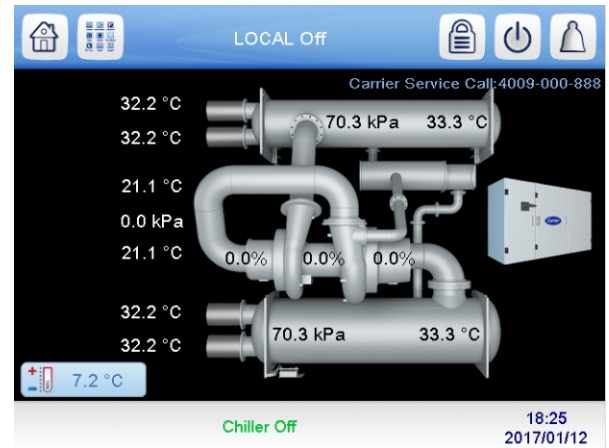 LOCAL Off
Carrier Service Call:4009-000-888
32.2 °C
70.3 kPa 33.3 °C
32.2 °C
21.1 °C
0.0 kPa
21.1 °C
0.0% 0.0% 0.0%
32.2 °C
70.3 kPa 33.3 °C
32.2 °C
7.2 °C
Chiller Off
18:25
2017/01/12